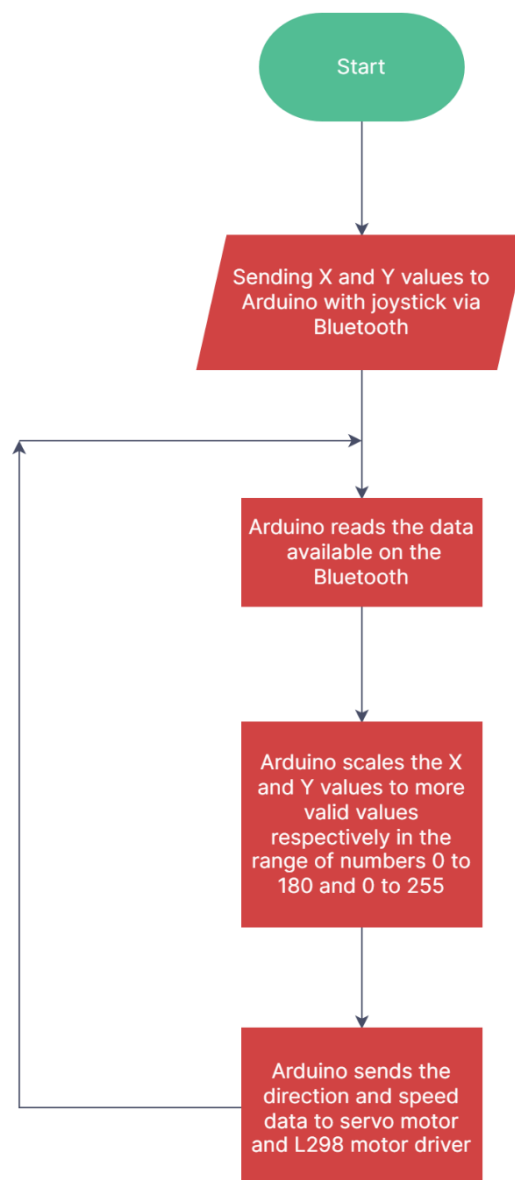 Start
Sending X and Y values to
Arduino with joystick via
Bluetooth
Arduino reads the data
available on the
Bluetooth
Arduino scales the X
and Y values to more
valid values
respectively in the
range of numbers 0 to
180 and 0 to 255
Arduino sends the
direction and speed
data to servo motor
and L298 motor driver